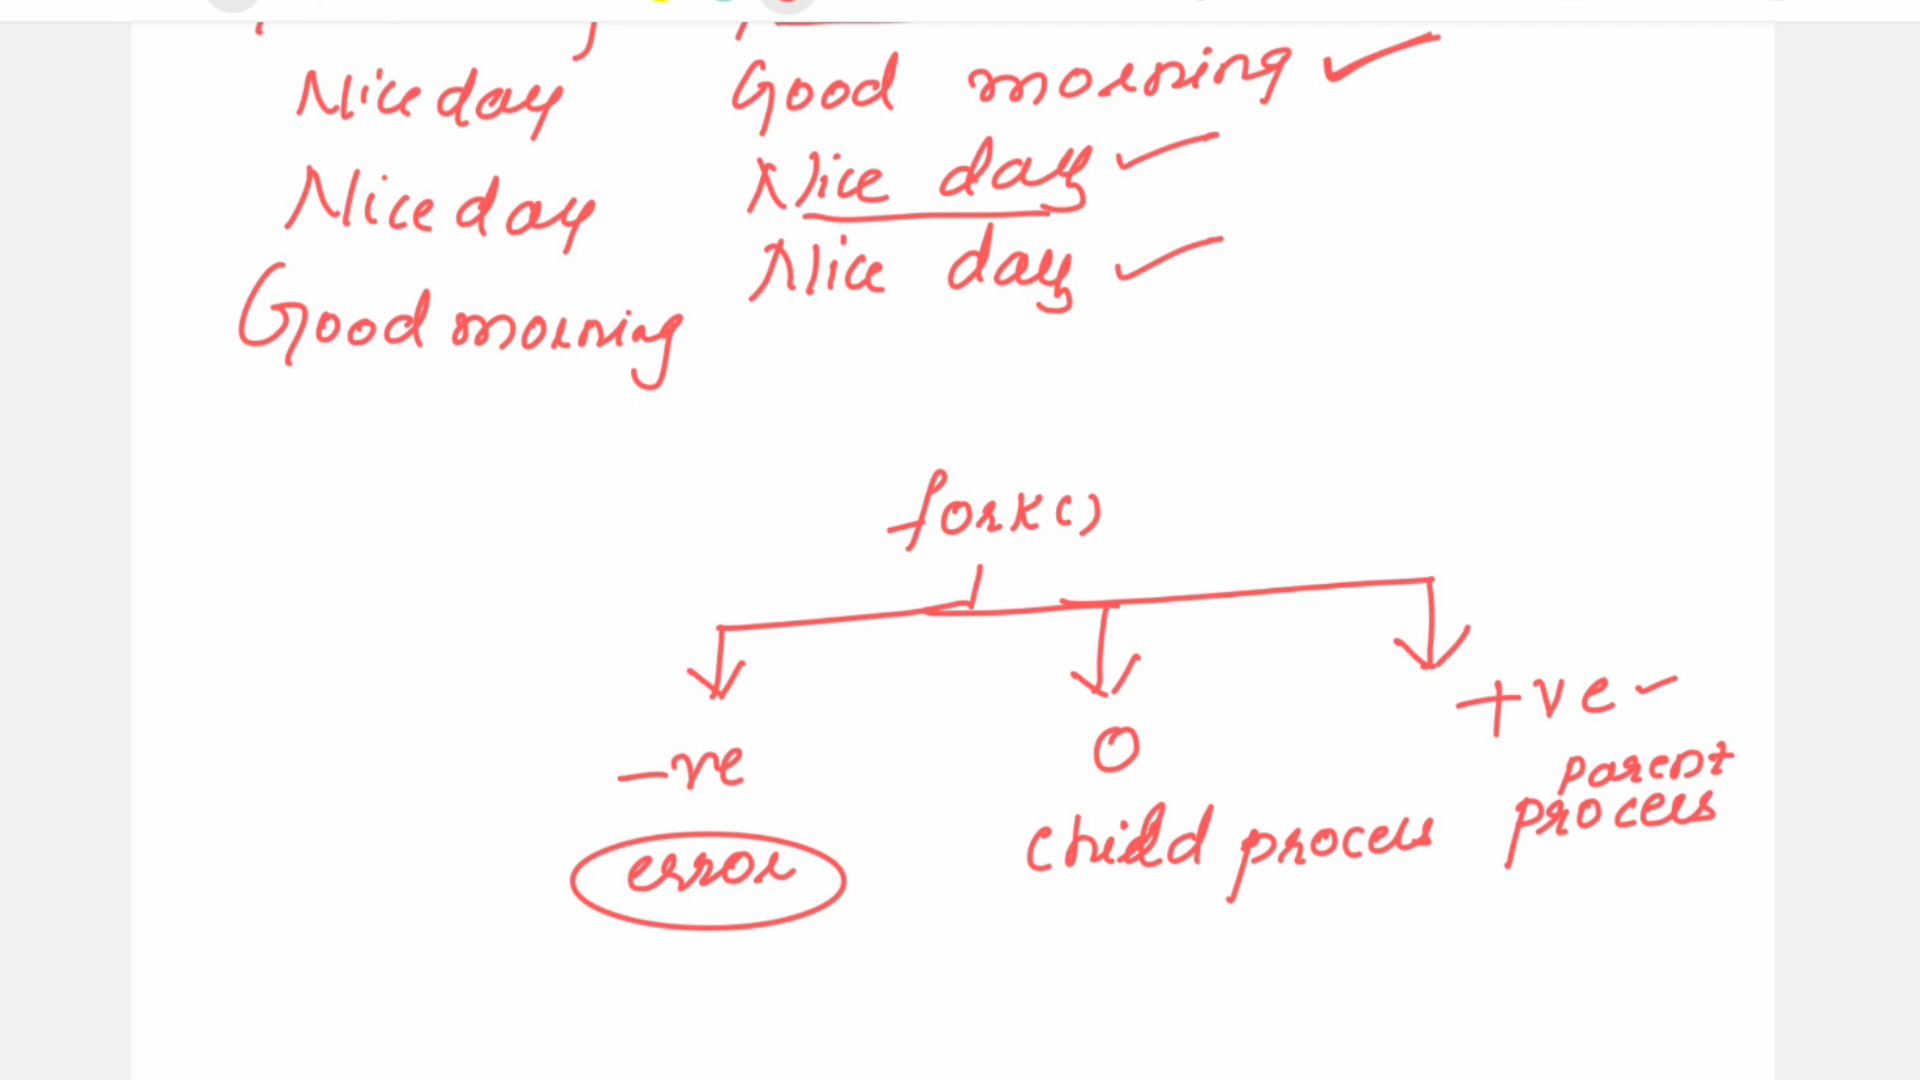 Nice day Good morning
Nice day Nice day
Good morning Nice day
fork()
-ve 0 +ve
error child process parent process